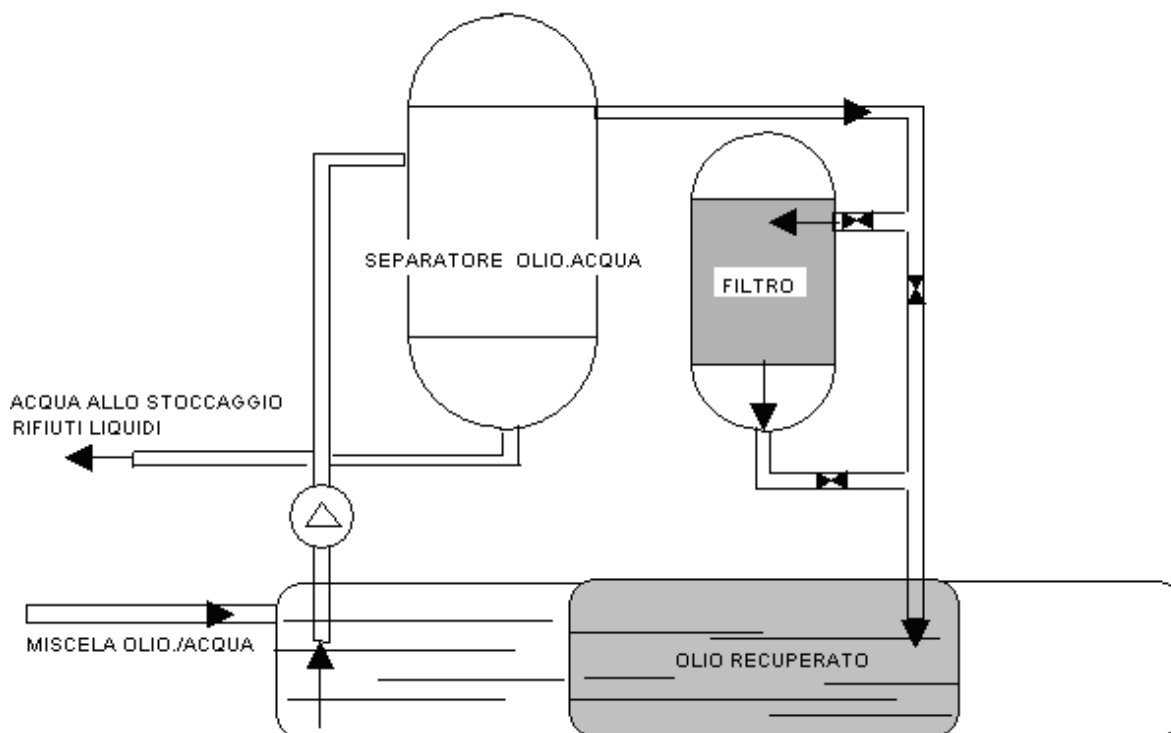 SEPARATORE OLIO.ACQUA
FILTRO
ACQUA ALLO STOCCAGGIO
RIFIUTI LIQUIDI
MISCELA OLIO./ACQUA
OLIO RECUPERATO